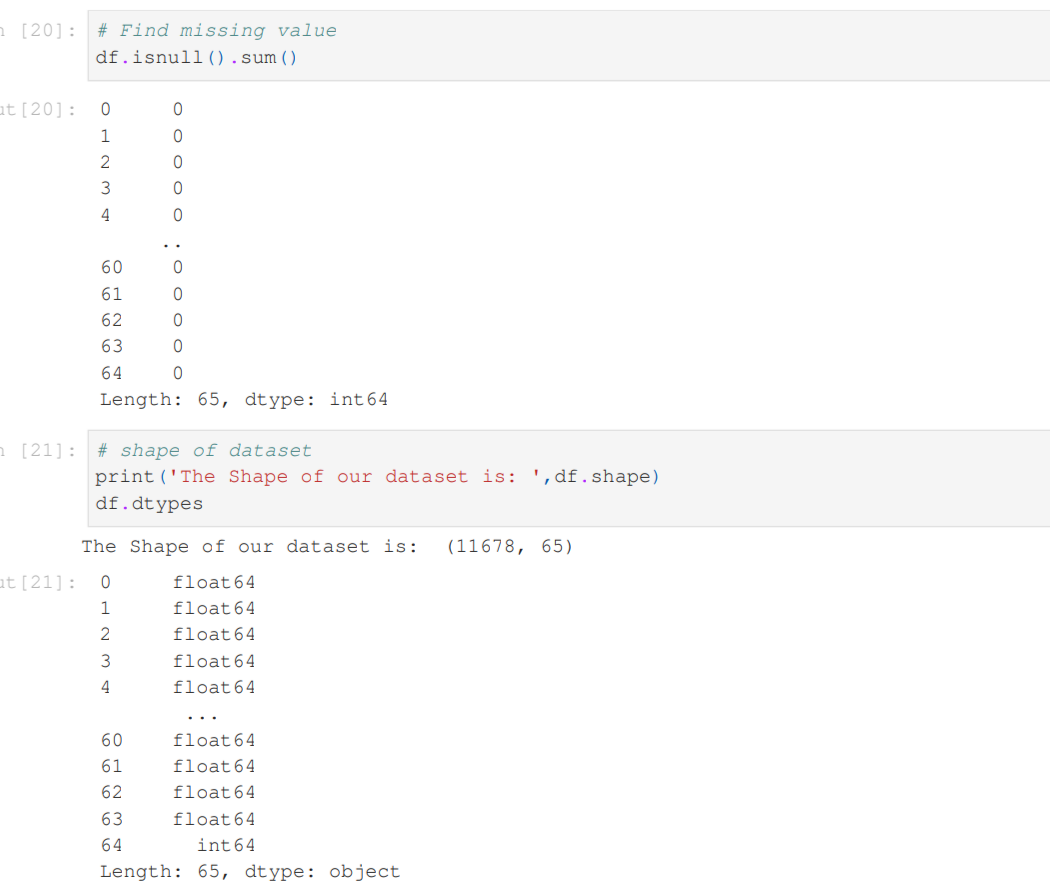 n [20]: # Find missing value
df.isnull().sum()
ut[20]: 0 0
1 0
2 0
3 0
4 0
..
60 0
61 0
62 0
63 0
64 0
Length: 65, dtype: int64
n [21]: # shape of dataset
print('The Shape of our dataset is: ',df.shape)
df.dtypes
The Shape of our dataset is:  (11678, 65)
ut[21]: 0 float64
1 float64
2 float64
3 float64
4 float64
...
60 float64
61 float64
62 float64
63 float64
64 int64
Length: 65, dtype: object